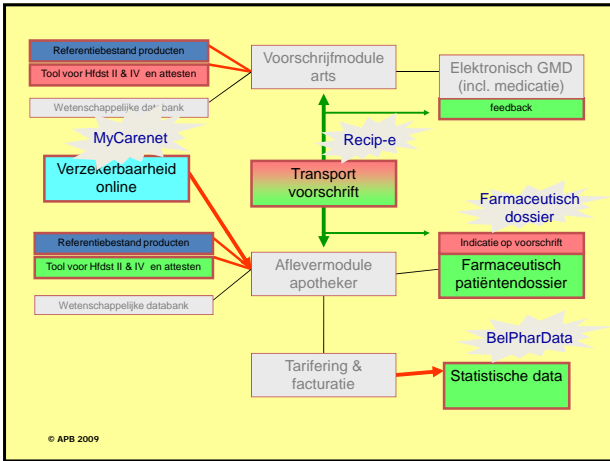 Referentiebestand producten
Tool voor Hfdst II & IV en attesten
Wetenschappelijke databank
Voorschrijfmodule
arts
Elektronisch GMD
(incl. medicatie)
feedback
MyCarenet
Verzekerbaarheid
online
Recip-e
Transport
voorschrift
Farmaceutisch
dossier
Indicatie op voorschrift
Farmaceutisch
patiëntendossier
Referentiebestand producten
Tool voor Hfdst II & IV en attesten
Wetenschappelijke databank
Aflevermodule
apotheker
BelPharData
Tarifering &
facturatie
Statistische data
© APB 2009